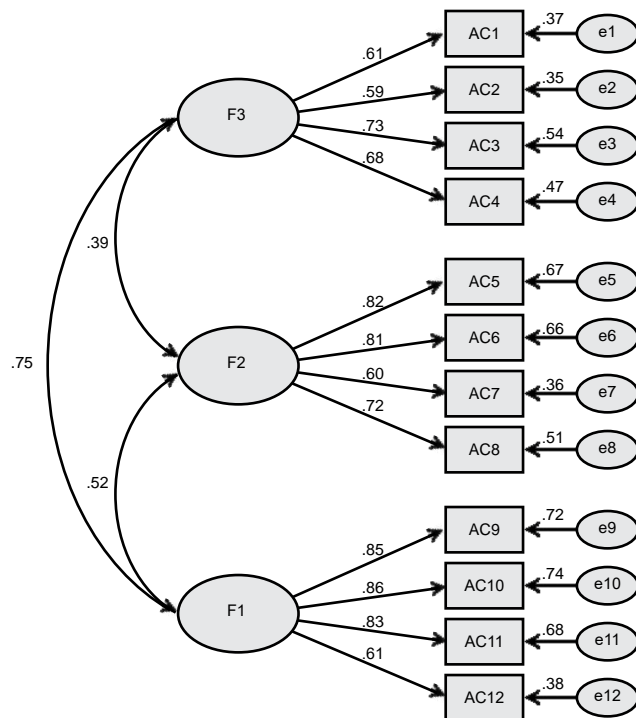 AC1 .37 e1
.61
AC2 .35 e2
.59
F3
.73
AC3 .54 e3
.68
AC4 .47 e4
.39
AC5 .67 e5
.82
.81
AC6 .66 e6
.75
F2
.60
AC7 .36 e7
.72
AC8 .51 e8
.52
AC9 .72 e9
.85
.86
AC10 .74 e10
F1
.83
AC11 .68 e11
.61
AC12 .38 e12